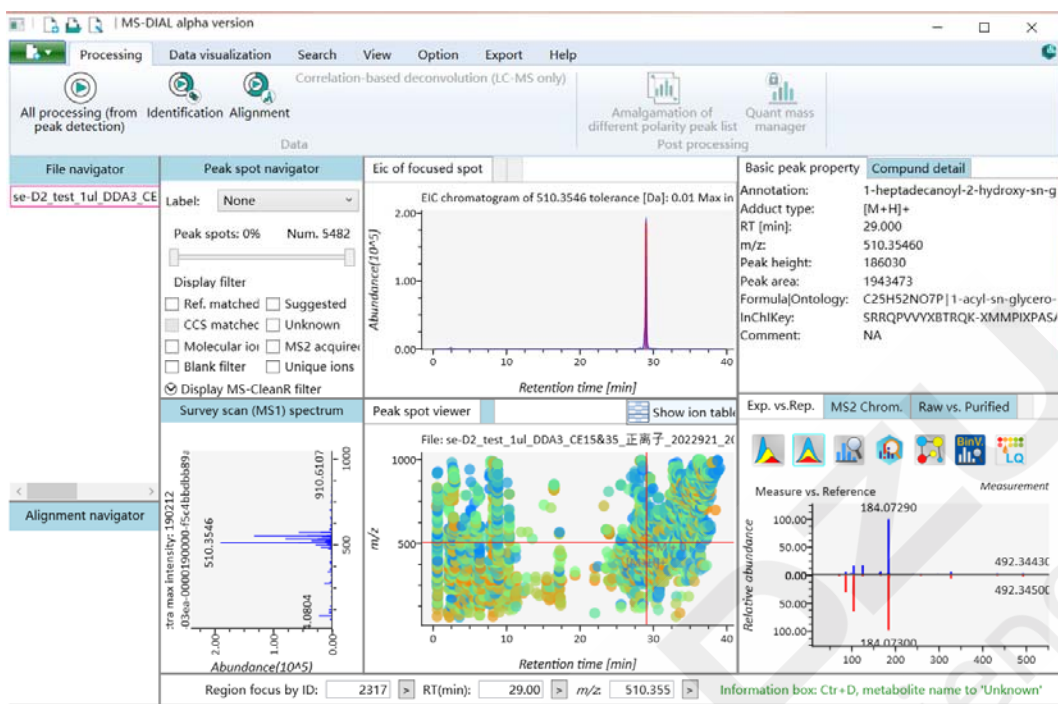 MS-DIAL alpha version
Processing Data visualization Search View Option Export Help
Correlation-based deconvolution (LC-MS only)
All processing (from peak detection)
Identification Alignment
Data
Amalgamation of different polarity peak list
Quant mass manager
Post processing
File navigator
se-D2_test_1ul_DDA3_CE
Alignment navigator
Peak spot navigator
Label: None
Peak spots: 0% Num. 5482
Display filter
Ref. matched Suggested
CCS matchec Unknown
Molecular ior MS2 acquire
Blank filter Unique ions
Display MS-CleanR filter
Survey scan (MS1) spectrum
:tra max intensity: 190212
910.6107
510.3546
.0804
1000
500
2.00 1.00 0.00
Abundance(10^5)
Eic of focused spot
EIC chromatogram of 510.3546 tolerance [Da]: 0.01 Max in
Abundance(10^5)
2.00
1.00
0.00
0 10 20 30 40
Retention time [min]
Peak spot viewer
Show ion table
File: se-D2_test_1ul_DDA3_CE15&35_正离子_2022921_20
m/z
1000
500
0 10 20 30 40
Retention time [min]
Basic peak property Compund detail
Annotation: 1-heptadecanoyl-2-hydroxy-sn-g
Adduct type: [M+H]+
RT [min]: 29.000
m/z: 510.35460
Peak height: 186030
Peak area: 1943473
Formula|Ontology: C25H52NO7P|1-acyl-sn-glycero-
InChIKey: SRRQPVVYXBTRQK-XMMPIXPASA
Comment: NA
Exp. vs.Rep. MS2 Chrom. Raw vs. Purified
BinV.
LQ
Measure vs. Reference
Measurement
184.07290
Relative abundance
100.00
50.00
0.00
50.00
100.00
492.34430
492.34500
184.07300
100 200 300 400 500
Region focus by ID: 2317 > RT(min): 29.00 > m/z: 510.355 >
Information box: Ctr+D, metabolite name to 'Unknown'